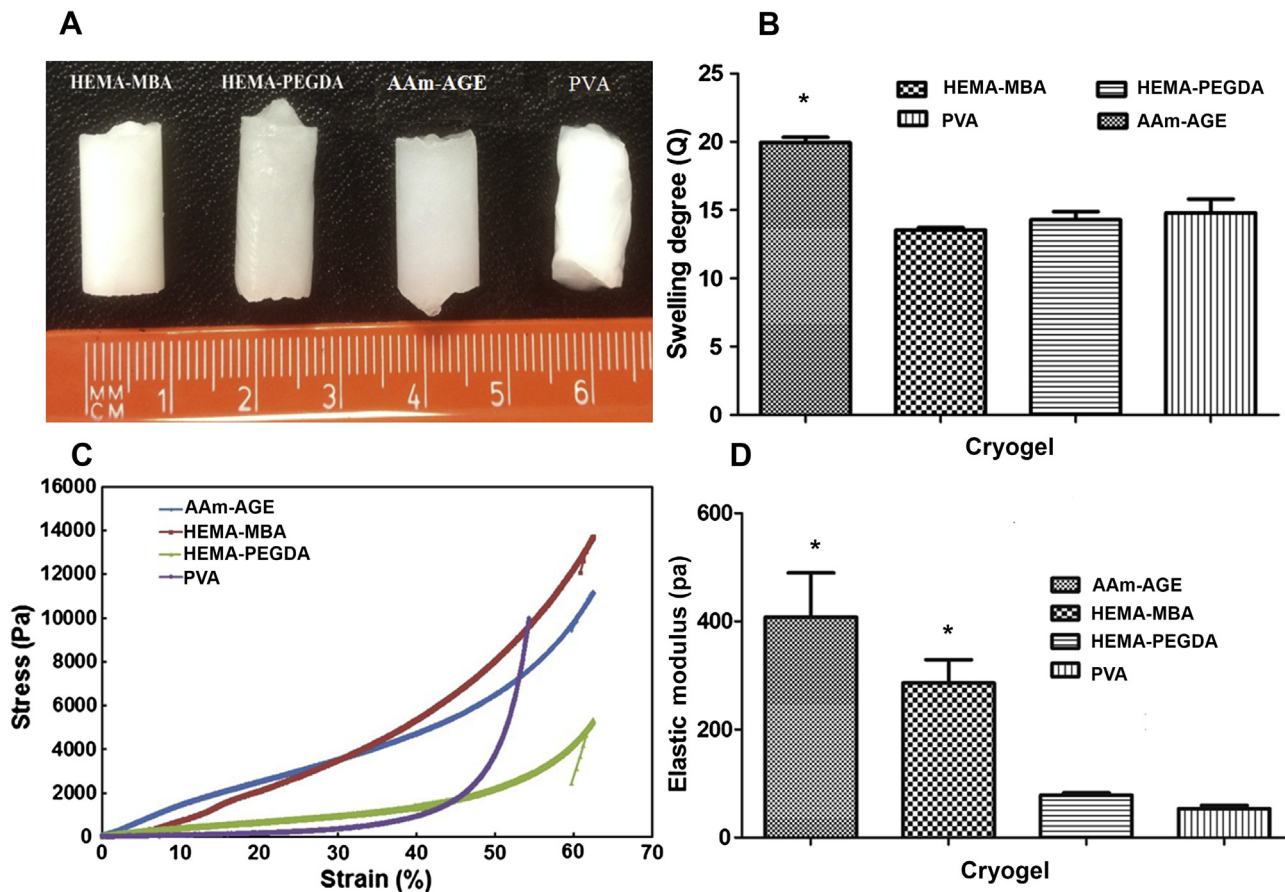 A
HEMA-MBA HEMA-PEGDA AAm-AGE PVA
M M 1 2 3 4 5 6
C M
B
25
20
15
10
5
0
Swelling degree (Q)
*
HEMA-MBA HEMA-PEGDA
PVA AAm-AGE
Cryogel
C
16000
14000
12000
10000
8000
6000
4000
2000
0
Stress (Pa)
AAm-AGE
HEMA-MBA
HEMA-PEGDA
PVA
0 10 20 30 40 50 60 70
Strain (%)
D
600
400
200
0
Elastic modulus (pa)
*
*
AAm-AGE
HEMA-MBA
HEMA-PEGDA
PVA
Cryogel